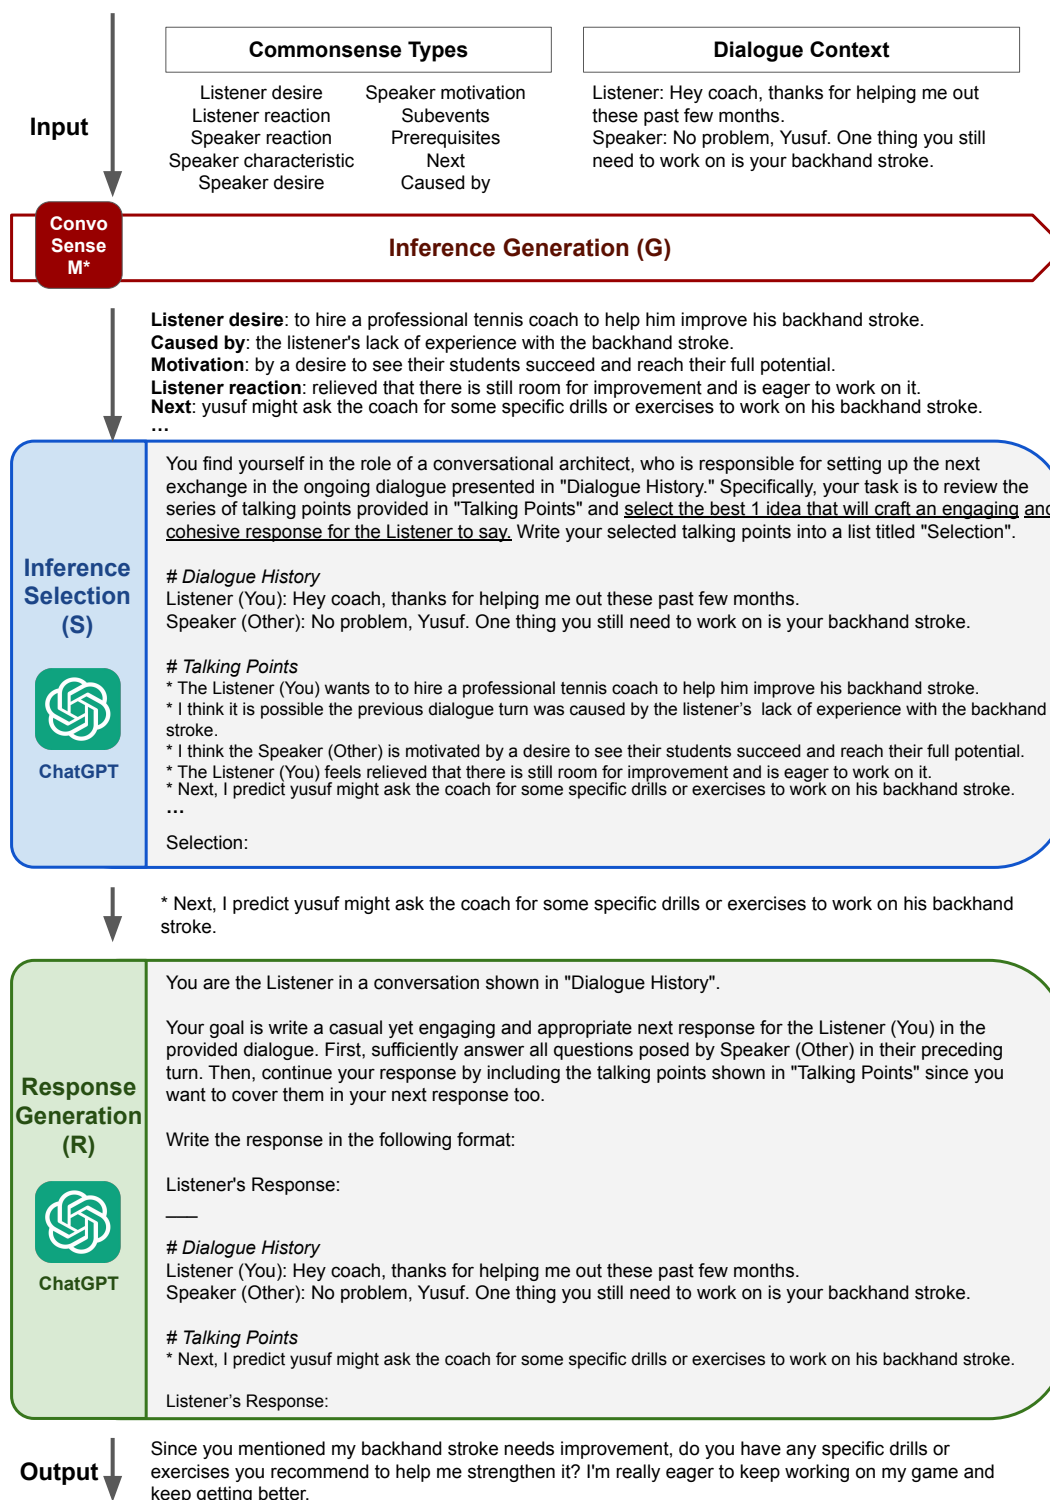 Commonsense Types
Dialogue Context
Input
Listener desire
Speaker motivation
Listener reaction
Subevents
Speaker reaction
Prerequisites
Speaker characteristic
Next
Speaker desire
Caused by
Listener: Hey coach, thanks for helping me out
these past few months.
Speaker: No problem, Yusuf. One thing you still
need to work on is your backhand stroke.
Convo
Sense
M*
Inference Generation (G)
Listener desire: to hire a professional tennis coach to help him improve his backhand stroke.
Caused by: the listener's lack of experience with the backhand stroke.
Motivation: by a desire to see their students succeed and reach their full potential.
Listener reaction: relieved that there is still room for improvement and is eager to work on it.
Next: yusuf might ask the coach for some specific drills or exercises to work on his backhand stroke.
...
Inference
Selection
(S)
ChatGPT
You find yourself in the role of a conversational architect, who is responsible for setting up the next
exchange in the ongoing dialogue presented in "Dialogue History." Specifically, your task is to review the
series of talking points provided in "Talking Points" and select the best 1 idea that will craft an engaging and
cohesive response for the Listener to say. Write your selected talking points into a list titled "Selection".
# Dialogue History
Listener (You): Hey coach, thanks for helping me out these past few months.
Speaker (Other): No problem, Yusuf. One thing you still need to work on is your backhand stroke.
# Talking Points
* The Listener (You) wants to to hire a professional tennis coach to help him improve his backhand stroke.
* I think it is possible the previous dialogue turn was caused by the listener's lack of experience with the backhand
stroke.
* I think the Speaker (Other) is motivated by a desire to see their students succeed and reach their full potential.
* The Listener (You) feels relieved that there is still room for improvement and is eager to work on it.
* Next, I predict yusuf might ask the coach for some specific drills or exercises to work on his backhand stroke.
...
Selection:
* Next, I predict yusuf might ask the coach for some specific drills or exercises to work on his backhand
stroke.
Response
Generation
(R)
ChatGPT
You are the Listener in a conversation shown in "Dialogue History".
Your goal is write a casual yet engaging and appropriate next response for the Listener (You) in the
provided dialogue. First, sufficiently answer all questions posed by Speaker (Other) in their preceding
turn. Then, continue your response by including the talking points shown in "Talking Points" since you
want to cover them in your next response too.
Write the response in the following format:
Listener's Response:
___
# Dialogue History
Listener (You): Hey coach, thanks for helping me out these past few months.
Speaker (Other): No problem, Yusuf. One thing you still need to work on is your backhand stroke.
# Talking Points
* Next, I predict yusuf might ask the coach for some specific drills or exercises to work on his backhand stroke.
Listener's Response:
Output
Since you mentioned my backhand stroke needs improvement, do you have any specific drills or
exercises you recommend to help me strengthen it? I'm really eager to keep working on my game and
keep getting better.